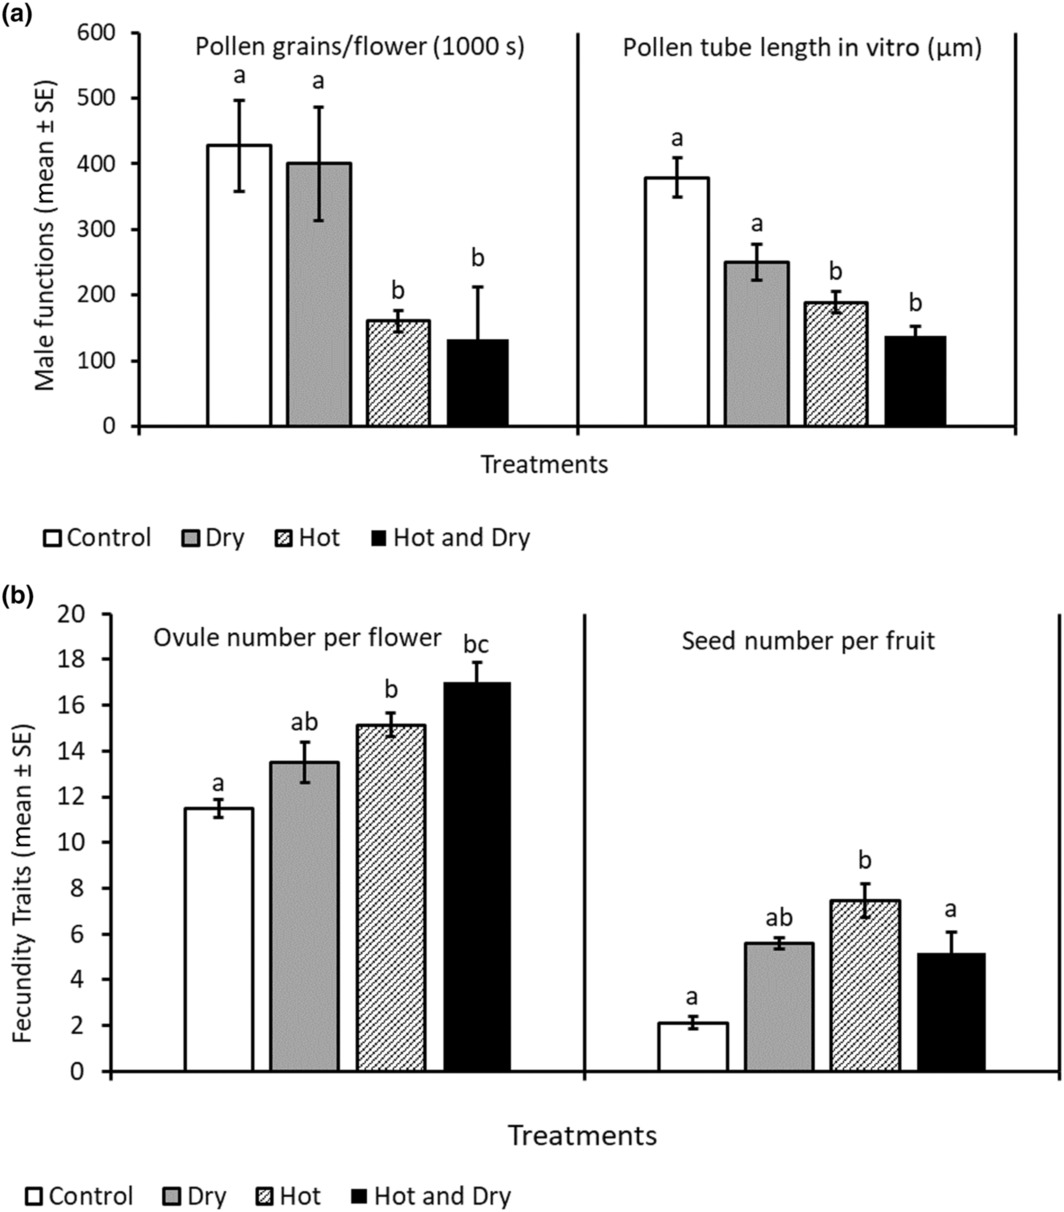 (a)
Pollen grains/flower (1000 s)
Pollen tube length in vitro (µm)
Male functions (mean ± SE)
600
500
400
300
200
100
0
a
a
b
b
a
a
b
b
Treatments
Control Dry Hot Hot and Dry
(b)
Ovule number per flower
Seed number per fruit
Fecundity Traits (mean ± SE)
20
18
16
14
12
10
8
6
4
2
0
a
ab
b
bc
a
ab
b
a
Treatments
Control Dry Hot Hot and Dry